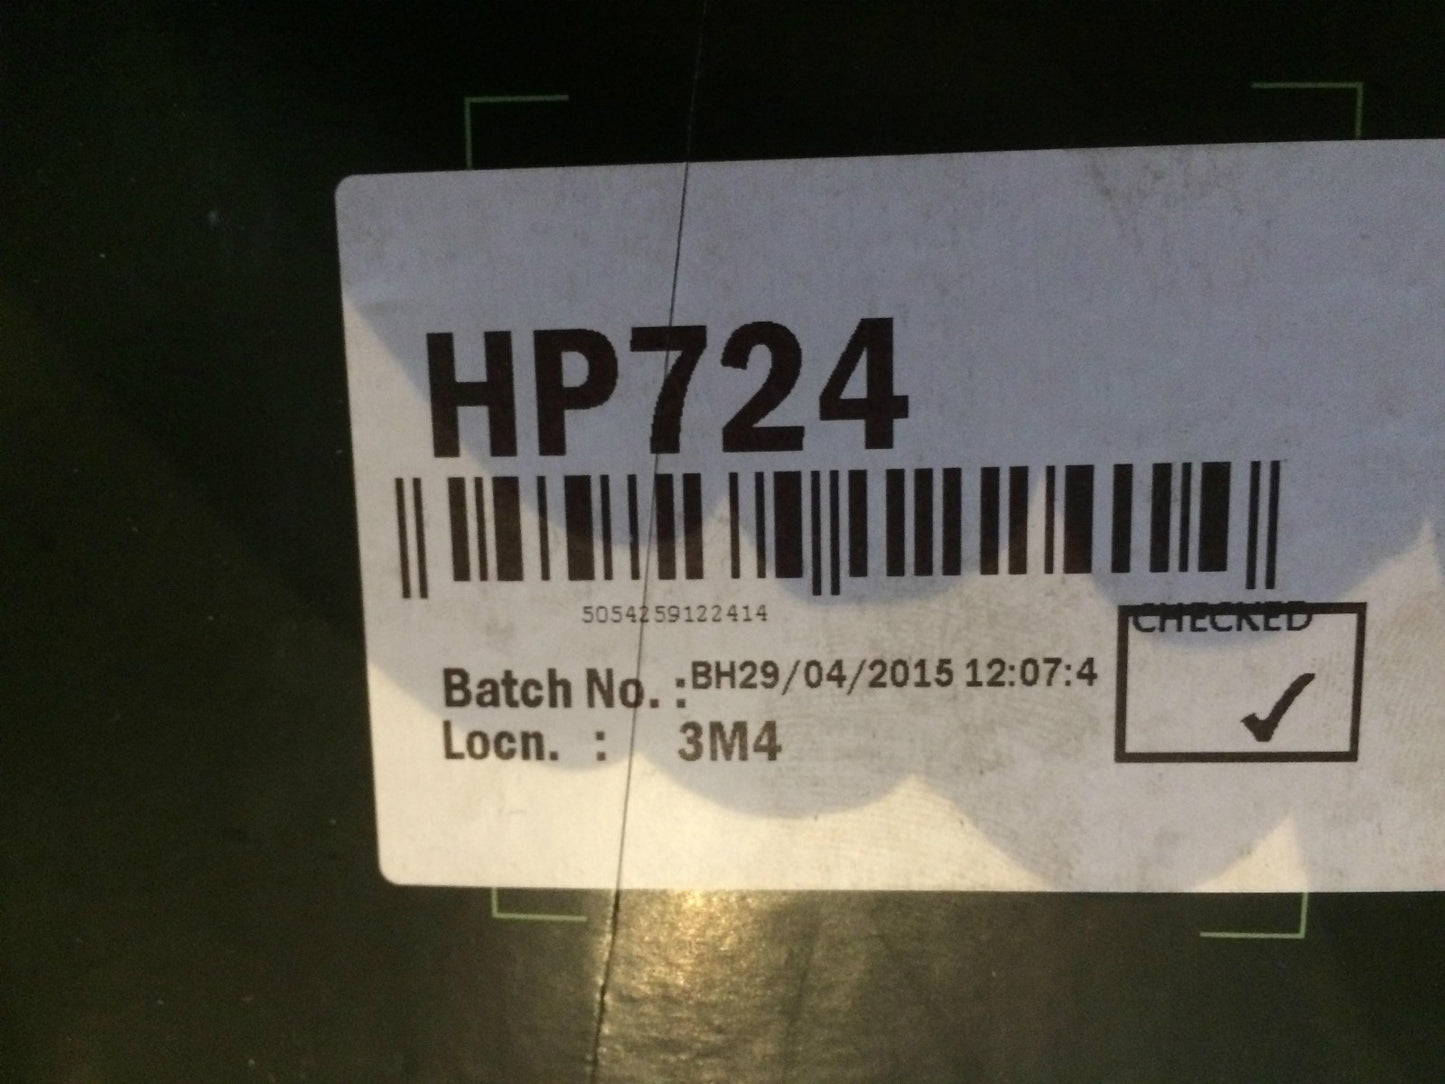 HP724
5054259122414
CHECKED
Batch No. :BH29/04/2015 12:07:4
✓
Locn. : 3M4